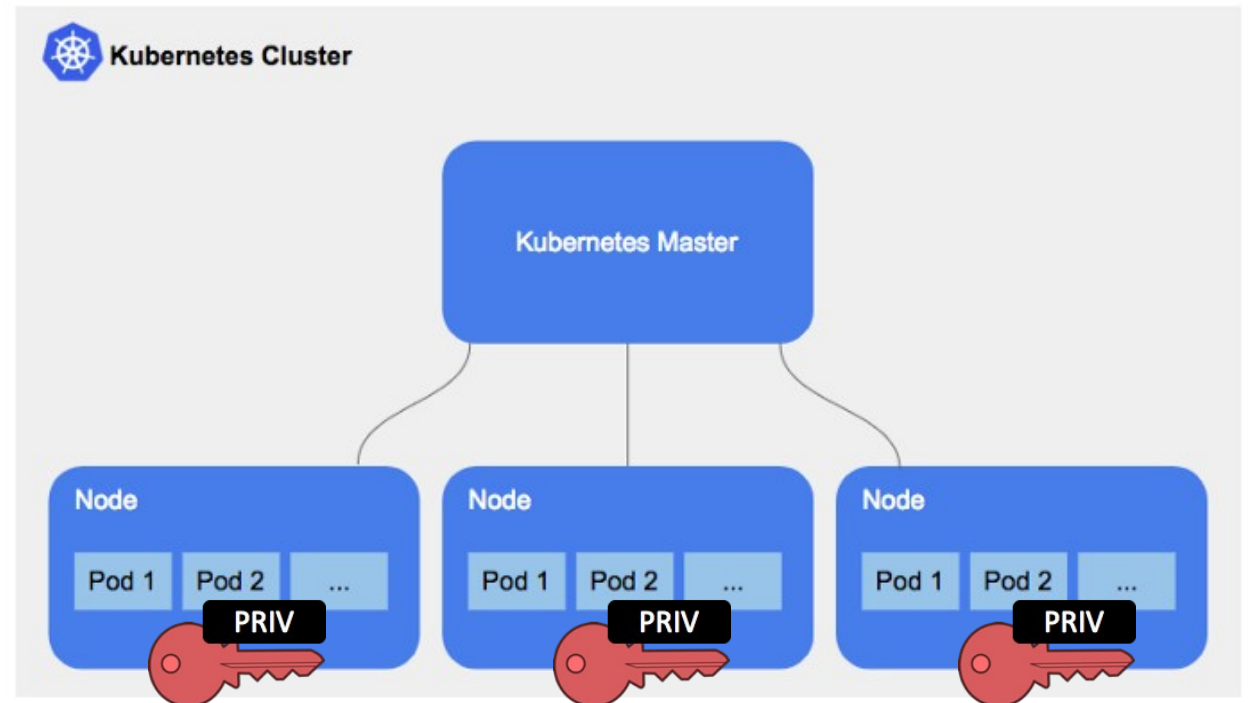 Kubernetes Cluster
Kubernetes Master
Node
Pod 1
Pod 2
...
PRIV
Node
Pod 1
Pod 2
...
PRIV
Node
Pod 1
Pod 2
...
PRIV